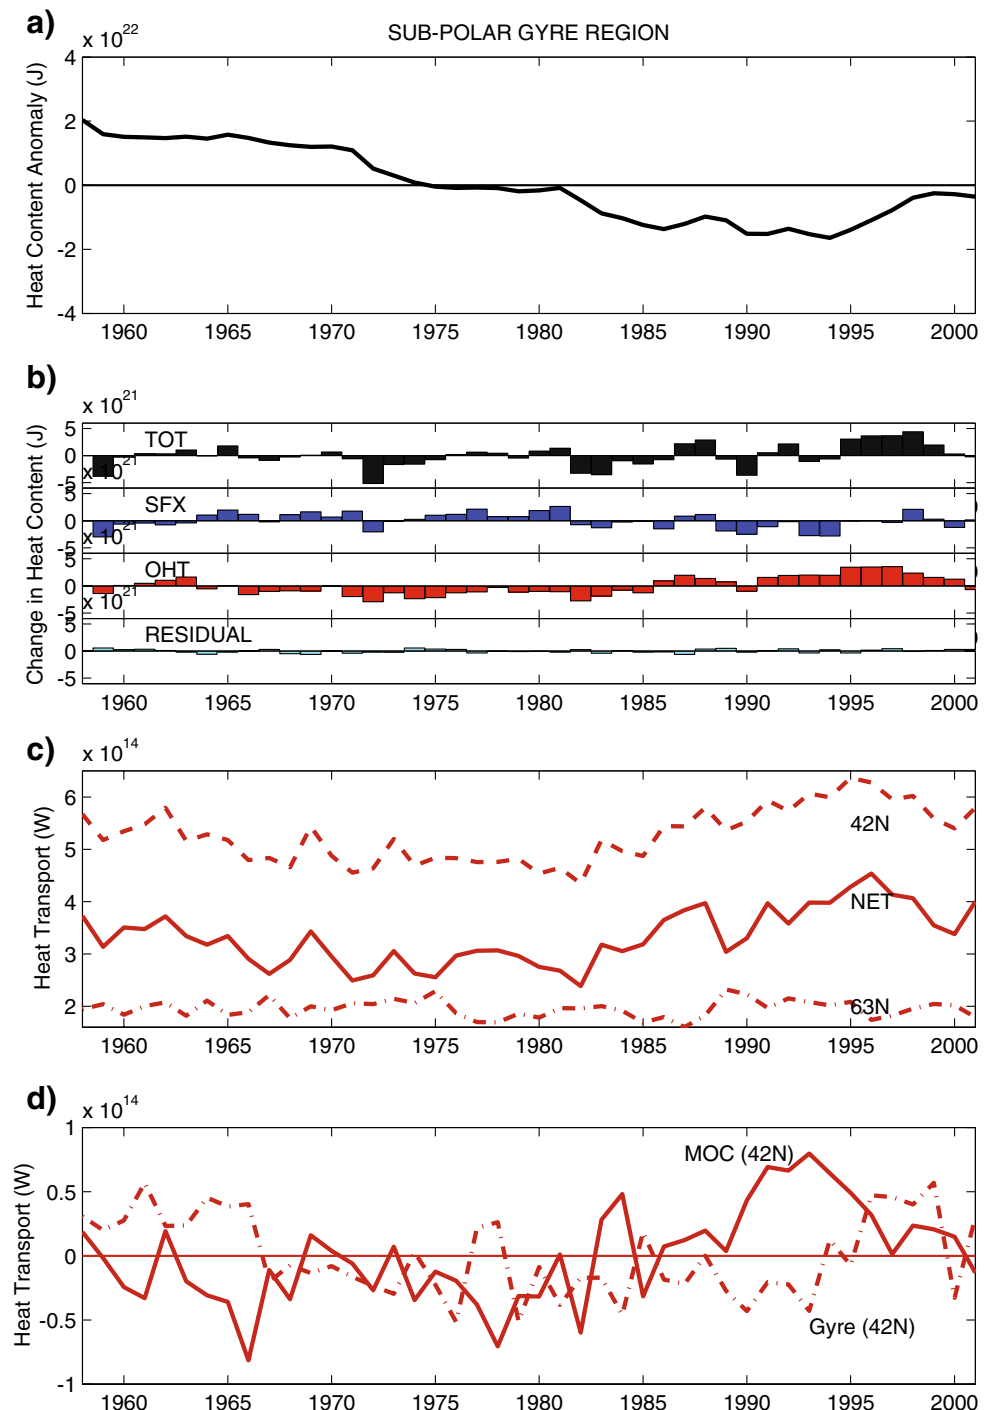 a)
x 10^22
SUB-POLAR GYRE REGION
Heat Content Anomaly (J)
4
2
0
-2
-4
1960 1965 1970 1975 1980 1985 1990 1995 2000
b)
x 10^21
Change in Heat Content (J)
5
TOT
0
x 10^21
-5
5
SFX
0
x 10^21
-5
5
OHT
0
x 10^21
-5
5
RESIDUAL
0
-5
1960 1965 1970 1975 1980 1985 1990 1995 2000
c)
x 10^14
Heat Transport (W)
6
42N
5
4
NET
3
2
63N
1960 1965 1970 1975 1980 1985 1990 1995 2000
d)
x 10^14
Heat Transport (W)
1
MOC (42N)
0.5
0
-0.5
Gyre (42N)
-1
1960 1965 1970 1975 1980 1985 1990 1995 2000